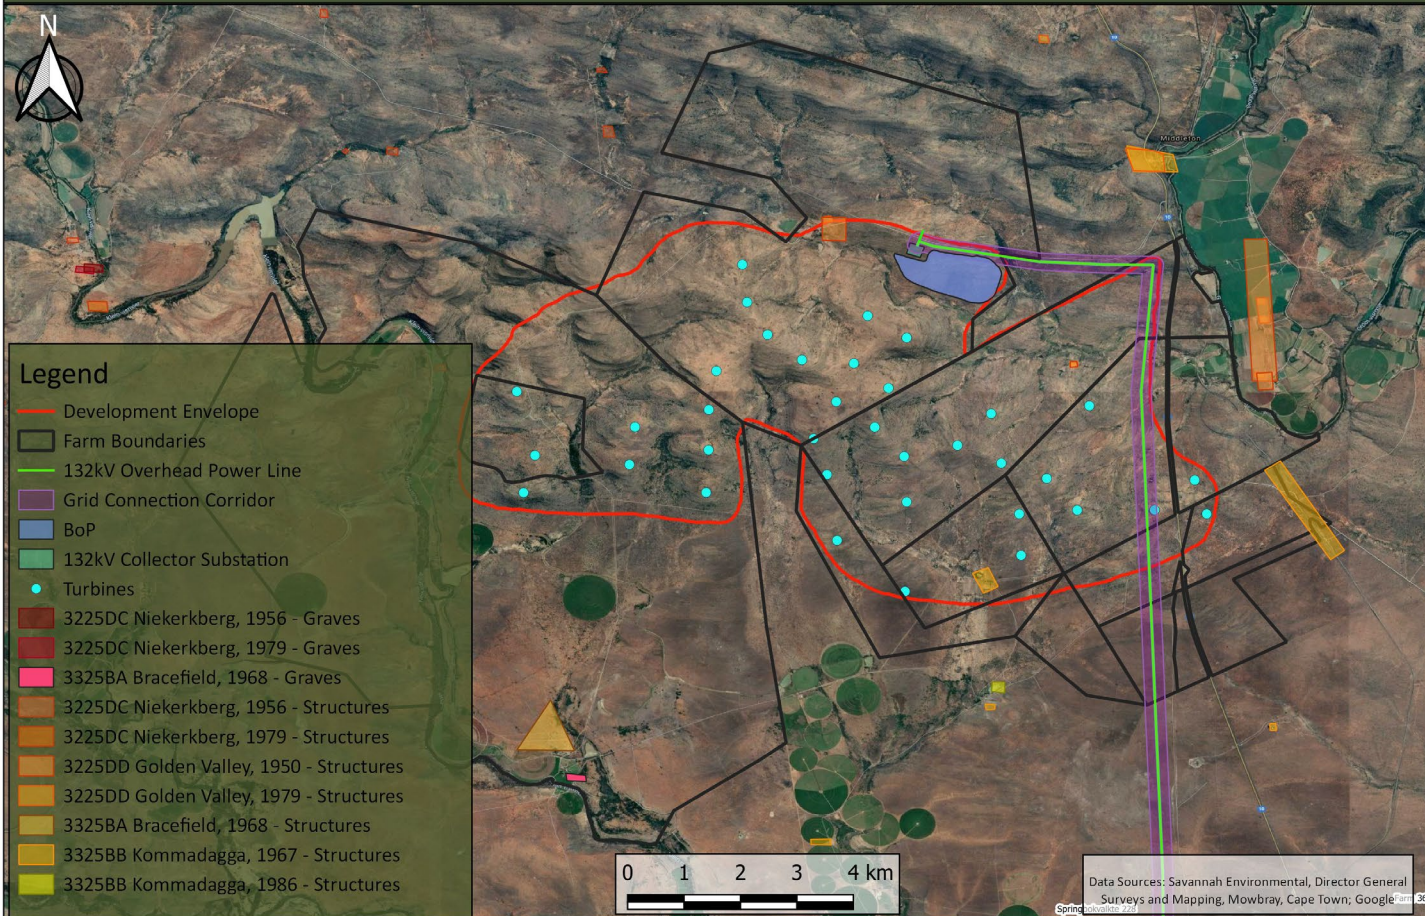 N
Middleton
Legend
Development Envelope
Farm Boundaries
132kV Overhead Power Line
Grid Connection Corridor
BoP
132kV Collector Substation
Turbines
3225DC Niekerkberg, 1956 - Graves
3225DC Niekerkberg, 1979 - Graves
3325BA Bracefield, 1968 - Graves
3225DC Niekerkberg, 1956 - Structures
3225DC Niekerkberg, 1979 - Structures
3225DD Golden Valley, 1950 - Structures
3225DD Golden Valley, 1979 - Structures
3325BA Bracefield, 1968 - Structures
3325BB Kommadagga, 1967 - Structures
3325BB Kommadagga, 1986 - Structures
0 1 2 3 4 km
Data Sources: Savannah Environmental, Director General
Surveys and Mapping, Mowbray, Cape Town; Google
Springbokvalkte 228